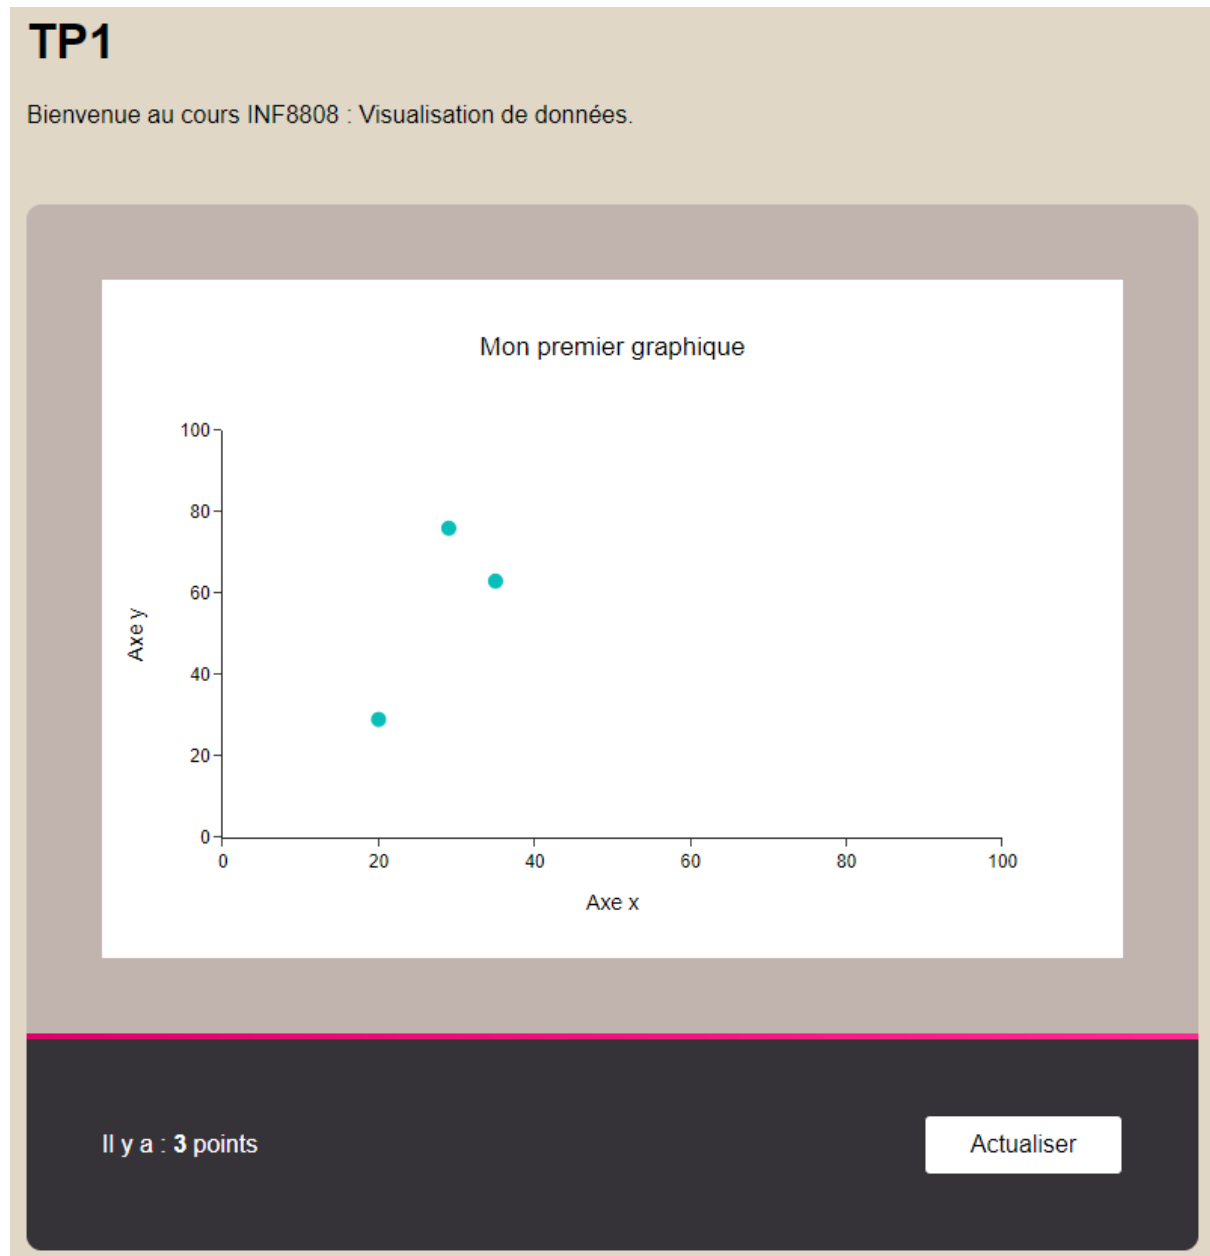 TP1
Bienvenue au cours INF8808 : Visualisation de données.
Mon premier graphique
100
80
60
40
20
0
Axe y
0 20 40 60 80 100
Axe x
Il y a : 3 points
Actualiser